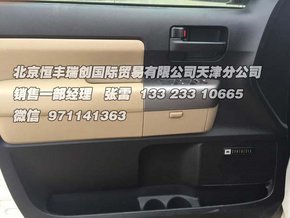 北京恒丰瑞创国际贸易有限公司天津分公司
销售一部经理 张雷 133 233 10665
微信 971141363